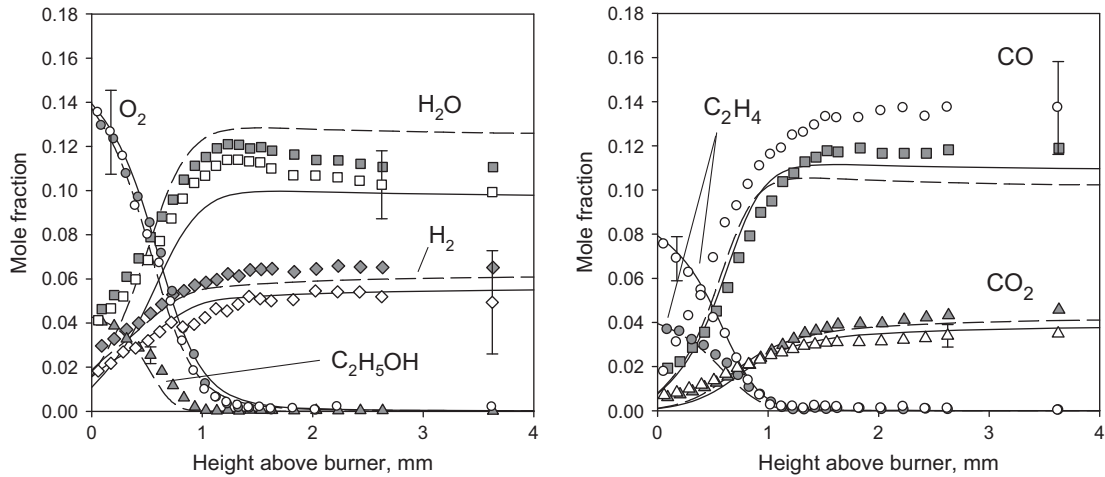 0.18
0.16
0.14
0.12
0.10
0.08
0.06
0.04
0.02
0.00
Mole fraction
O2
H2O
H2
C2H5OH
0 1 2 3 4
Height above burner, mm
0.18
0.16
0.14
0.12
0.10
0.08
0.06
0.04
0.02
0.00
Mole fraction
CO
C2H4
CO2
0 1 2 3 4
Height above burner, mm